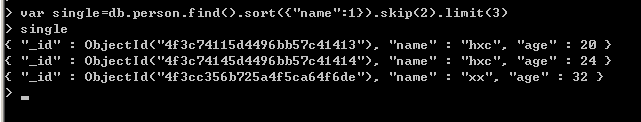 > var single=db.person.find().sort({"name":1}).skip(2).limit(3)
> single
{ "_id" : ObjectId("4f3c74115d4496bb57c41413"), "name" : "hxc", "age" : 20 }
{ "_id" : ObjectId("4f3c74145d4496bb57c41414"), "name" : "hxc", "age" : 24 }
{ "_id" : ObjectId("4f3cc356b725a4f5ca64f6de"), "name" : "xx", "age" : 32 }
> _